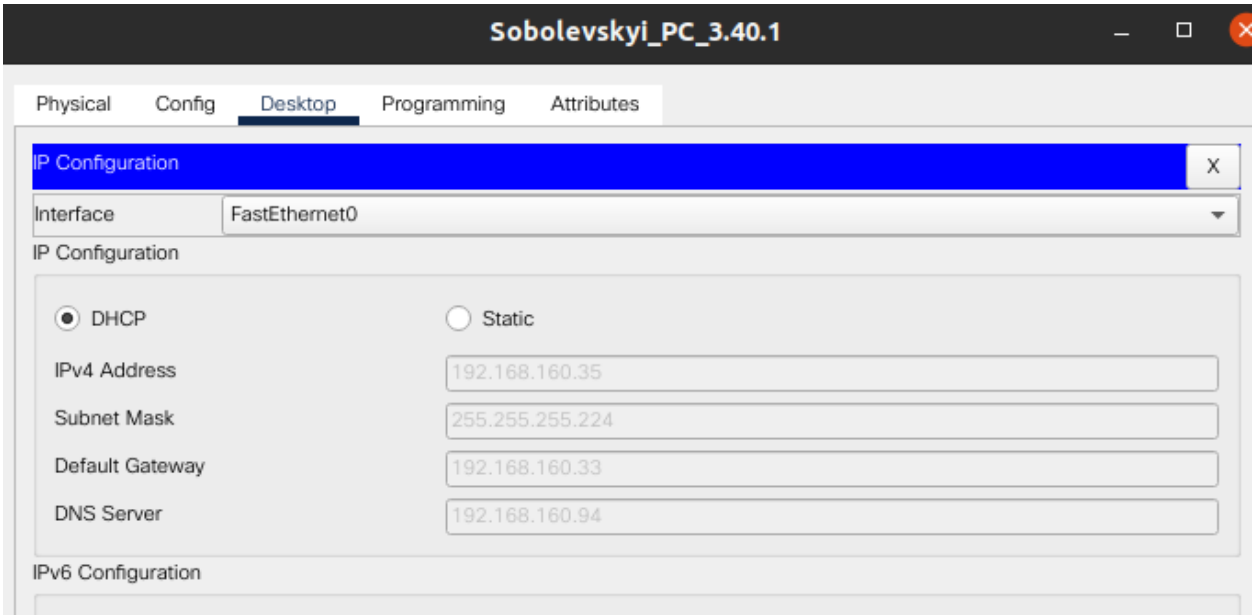 Sobolevskyi_PC_3.40.1
Physical Config Desktop Programming Attributes
IP Configuration X
Interface FastEthernet0
IP Configuration
DHCP Static
IPv4 Address 192.168.160.35
Subnet Mask 255.255.255.224
Default Gateway 192.168.160.33
DNS Server 192.168.160.94
IPv6 Configuration